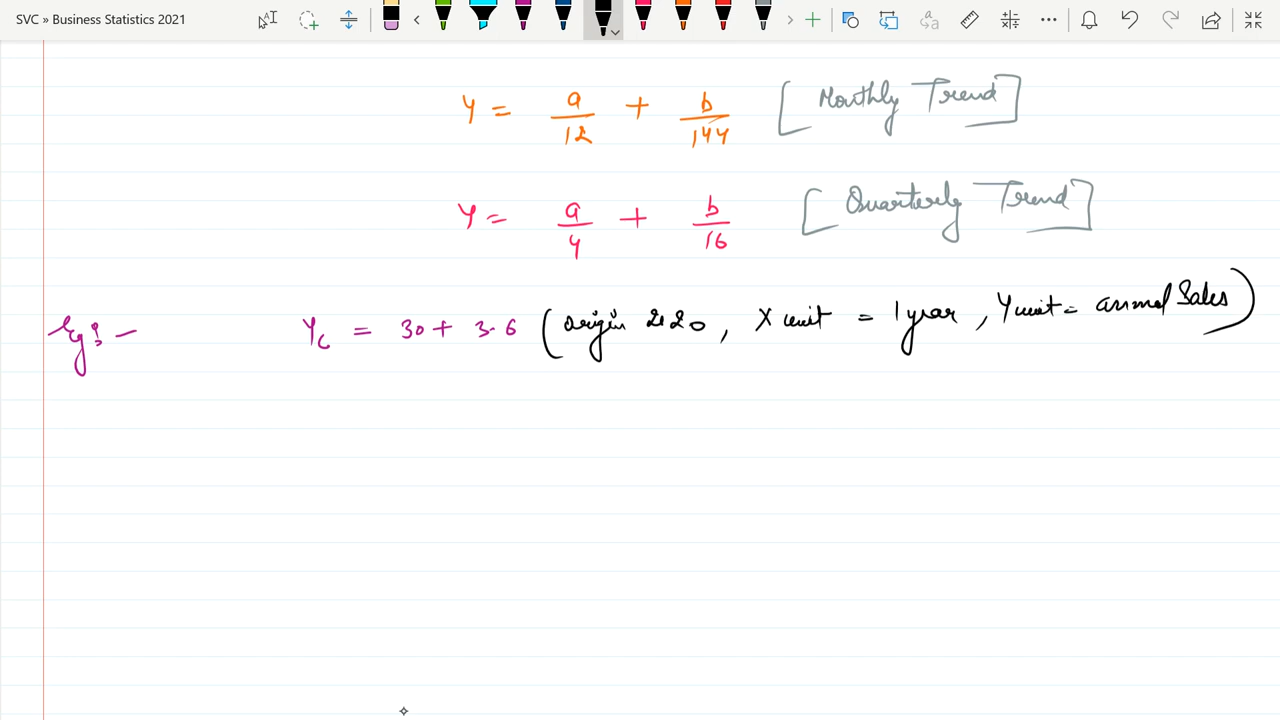 SVC » Business Statistics 2021
Y = a/12 + b/144 [Monthly Trend]
Y = a/4 + b/16 [Quarterly Trend]
Eg:- Yc = 30 + 3.6 (origin 2020, X unit = 1 year, Y unit = annual Sales)